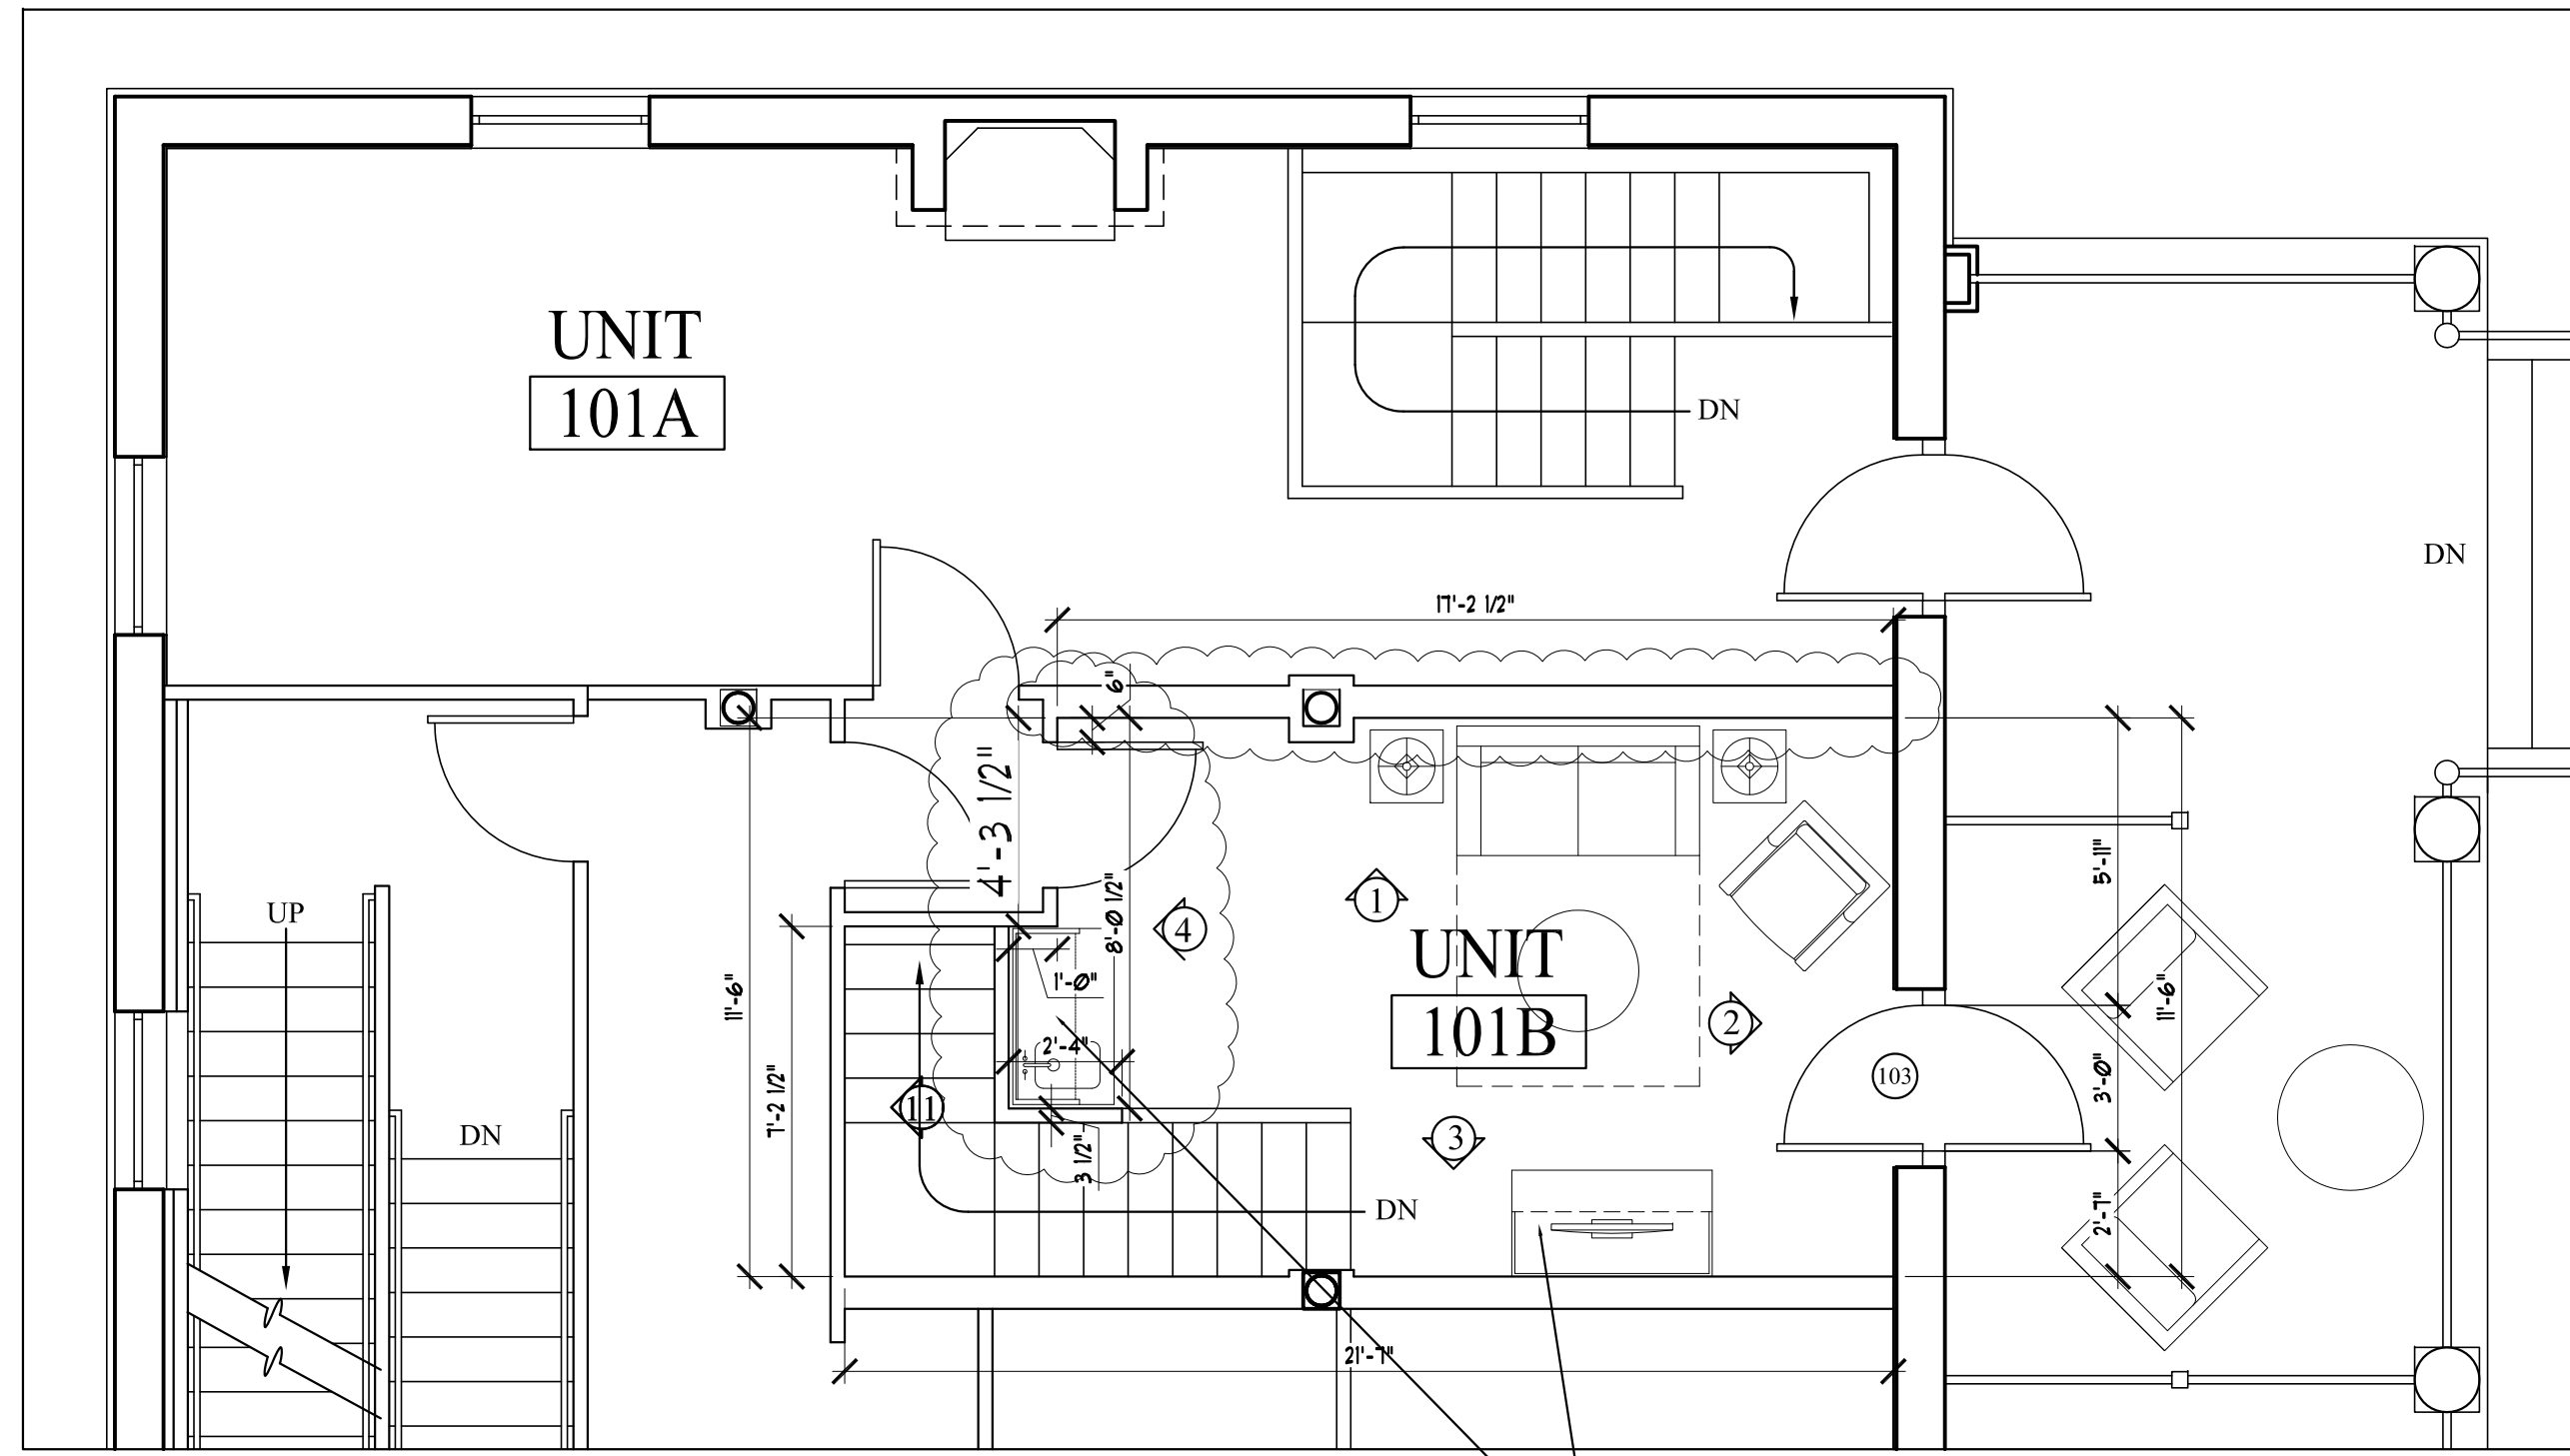 UNIT
101A
DN
DN
17'-2 1/2"
6"
4'-3 1/2"
5'-11"
UP
1
4
8'-0 1/2"
UNIT
101B
11'-6"
1'-0"
11'-6"
2
2'-4"
103
3'-0"
7'-2 1/2"
11
DN
3
3 1/2"
DN
2'-7"
21'-7"